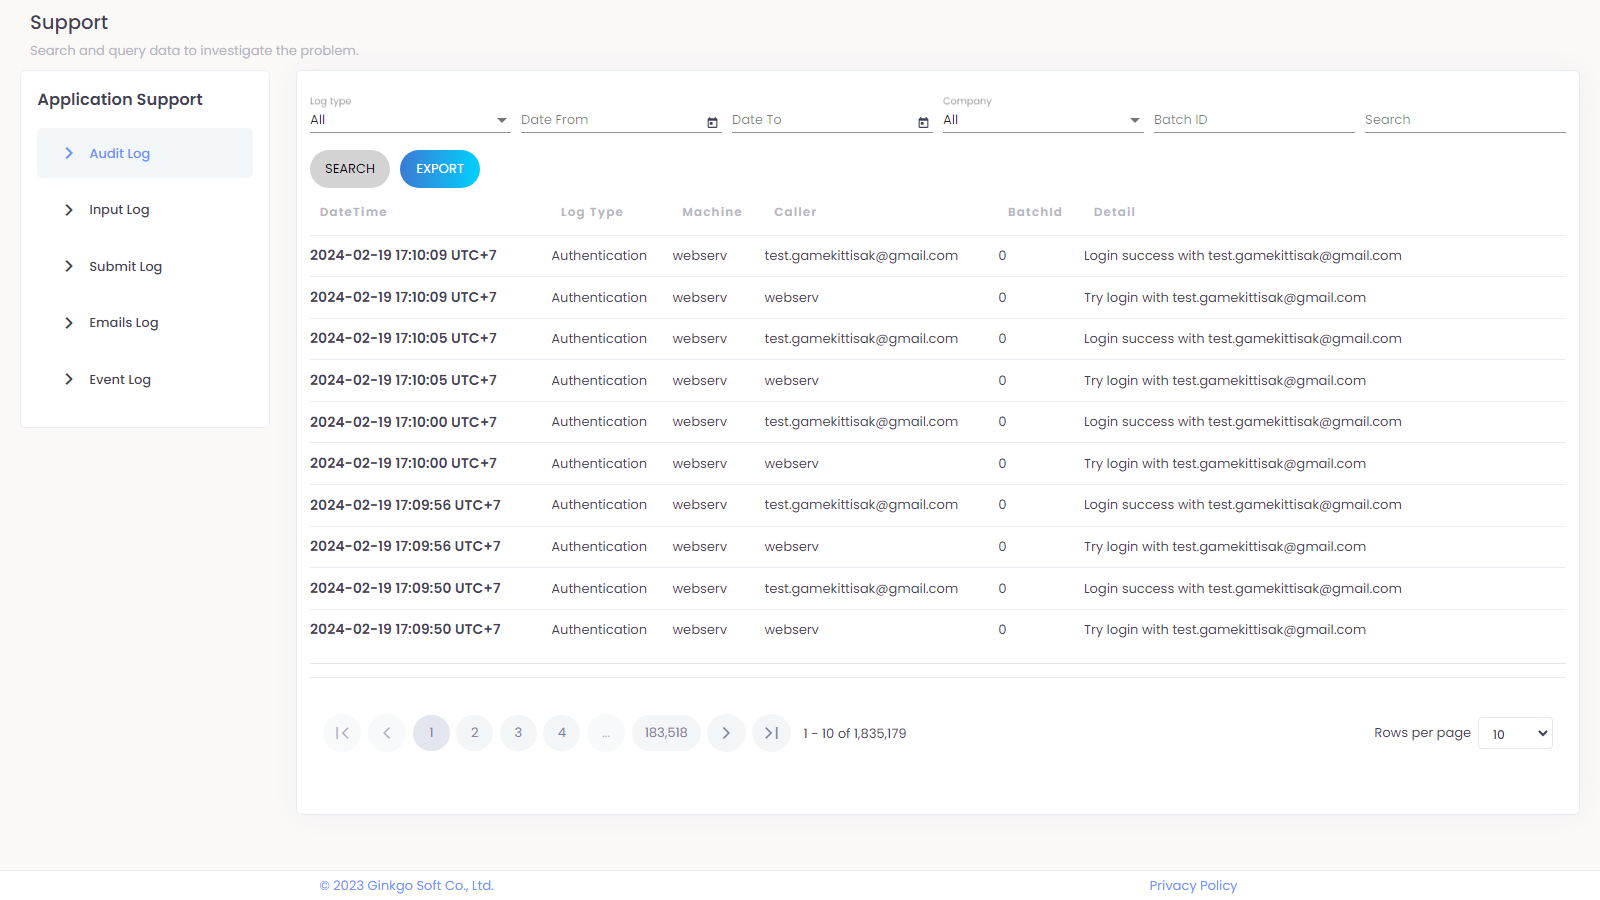 Support
Search and query data to investigate the problem.
Application Support
Audit Log
Input Log
Submit Log
Emails Log
Event Log
Log type
All
Date From
Date To
Company
All
Batch ID
Search
SEARCH EXPORT
DateTime Log Type Machine Caller BatchId Detail
2024-02-19 17:10:09 UTC+7 Authentication webserv test.gamekittisak@gmail.com 0 Login success with test.gamekittisak@gmail.com
2024-02-19 17:10:09 UTC+7 Authentication webserv webserv 0 Try login with test.gamekittisak@gmail.com
2024-02-19 17:10:05 UTC+7 Authentication webserv test.gamekittisak@gmail.com 0 Login success with test.gamekittisak@gmail.com
2024-02-19 17:10:05 UTC+7 Authentication webserv webserv 0 Try login with test.gamekittisak@gmail.com
2024-02-19 17:10:00 UTC+7 Authentication webserv test.gamekittisak@gmail.com 0 Login success with test.gamekittisak@gmail.com
2024-02-19 17:10:00 UTC+7 Authentication webserv webserv 0 Try login with test.gamekittisak@gmail.com
2024-02-19 17:09:56 UTC+7 Authentication webserv test.gamekittisak@gmail.com 0 Login success with test.gamekittisak@gmail.com
2024-02-19 17:09:56 UTC+7 Authentication webserv webserv 0 Try login with test.gamekittisak@gmail.com
2024-02-19 17:09:50 UTC+7 Authentication webserv test.gamekittisak@gmail.com 0 Login success with test.gamekittisak@gmail.com
2024-02-19 17:09:50 UTC+7 Authentication webserv webserv 0 Try login with test.gamekittisak@gmail.com
1 2 3 4 ... 183,518 1 - 10 of 1,835,179 Rows per page 10
© 2023 Ginkgo Soft Co., Ltd. Privacy Policy